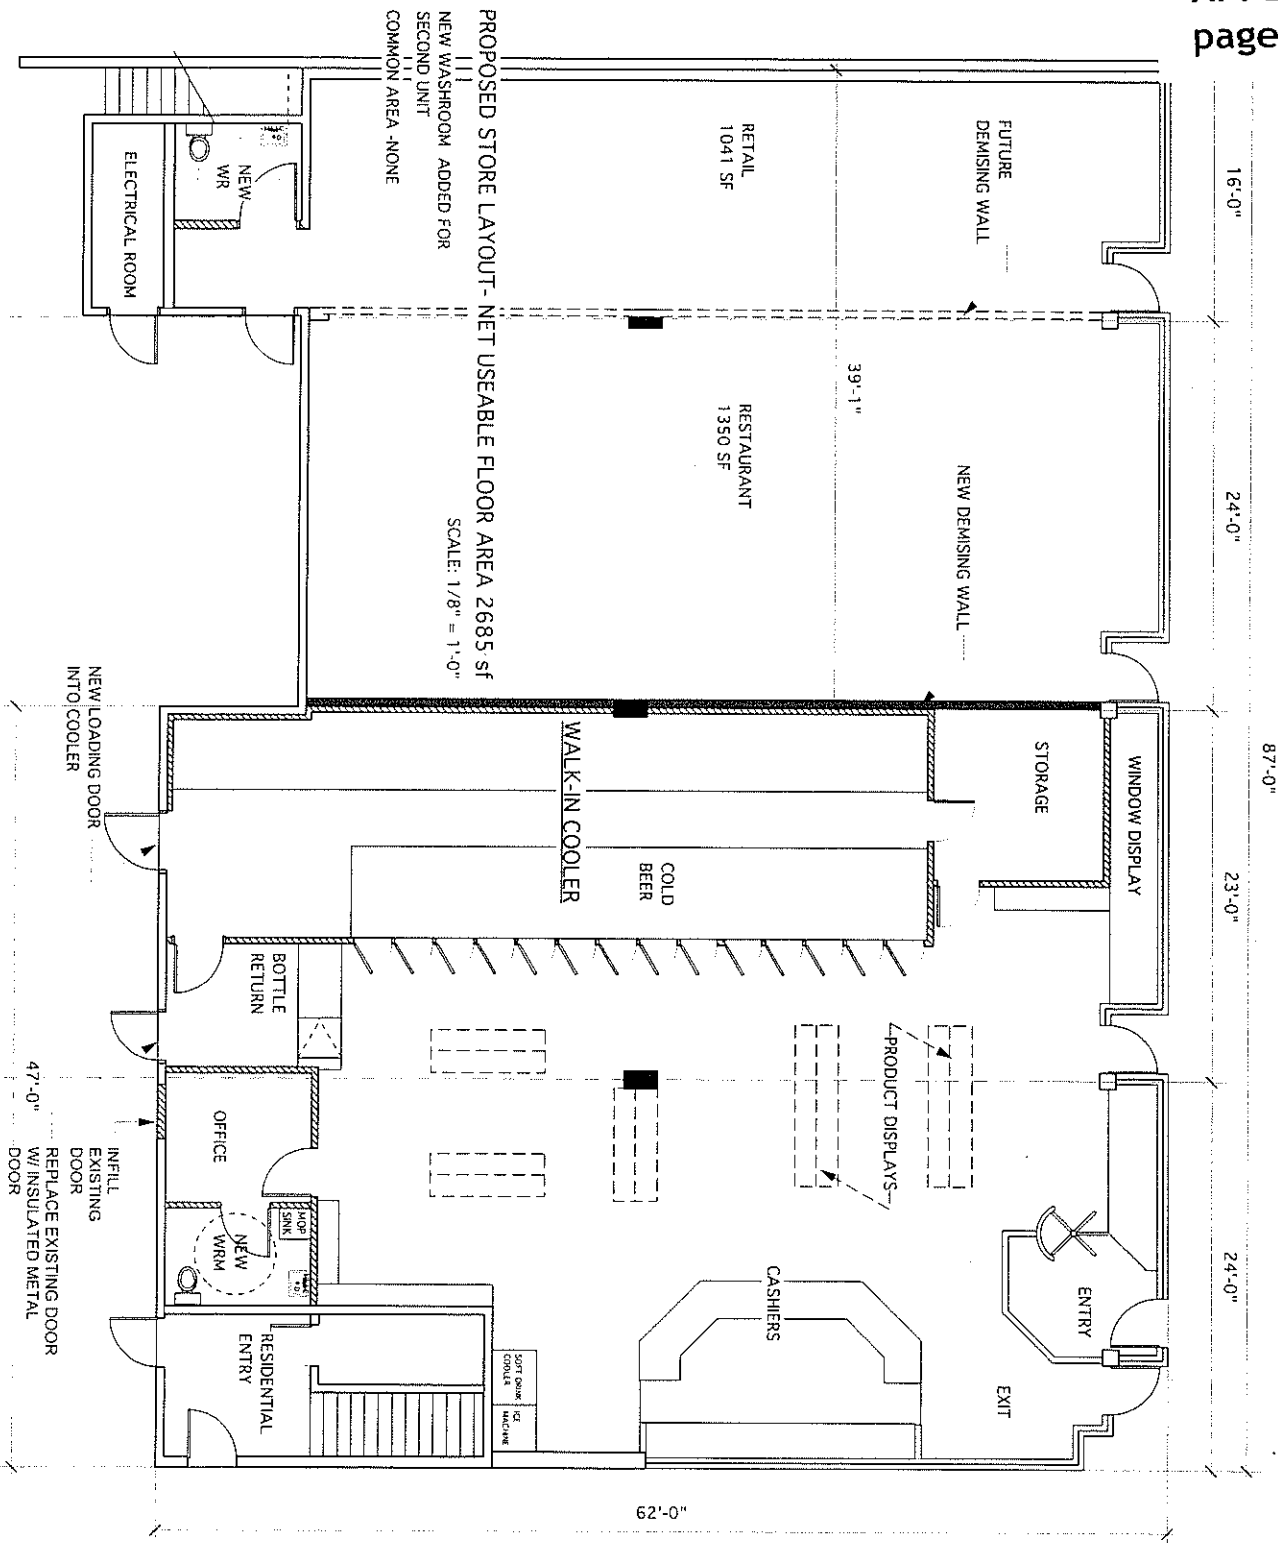 page
87'-0"
16'-0"
24'-0"
23'-0"
24'-0"
FUTURE
DEMISING WALL
NEW DEMISING WALL
STORAGE
WINDOW DISPLAY
ENTRY
EXIT
39'-1"
RETAIL
1041 SF
RESTAURANT
1350 SF
WALK-IN COOLER
COLD
BEER
PRODUCT DISPLAYS
CASHIERS
62'-0"
SOFT DRINK
COOLER
ICE
MACHINE
BOTTLE
RETURN
OFFICE
MOP
SINK
NEW
WRM
RESIDENTIAL
ENTRY
NEW
WR
ELECTRICAL ROOM
PROPOSED STORE LAYOUT- NET USEABLE FLOOR AREA 2685 sf
SCALE: 1/8" = 1'-0"
NEW WASHROOM ADDED FOR
SECOND UNIT
COMMON AREA -NONE
NEW LOADING DOOR
INTO COOLER
INFILL
EXISTING
DOOR
47'-0"
REPLACE EXISTING DOOR
W/ INSULATED METAL
DOOR